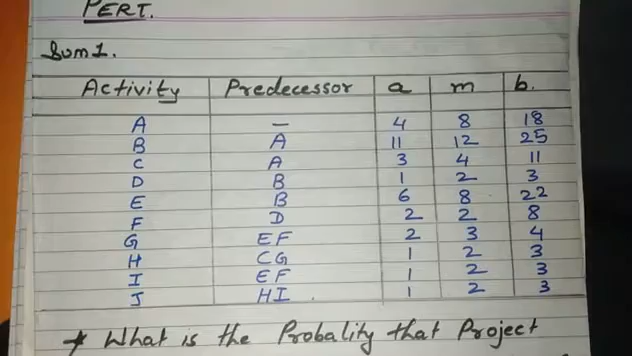 PERT.
Sum 1.
Activity Predecessor a m b.
A — 4 8 18
B A 11 12 25
C A 3 4 11
D B 1 2 3
E B 6 8 22
F D 2 2 8
G EF 2 3 4
H CG 1 2 3
I EF 1 2 3
J HI 1 2 3
* What is the Probality that Project